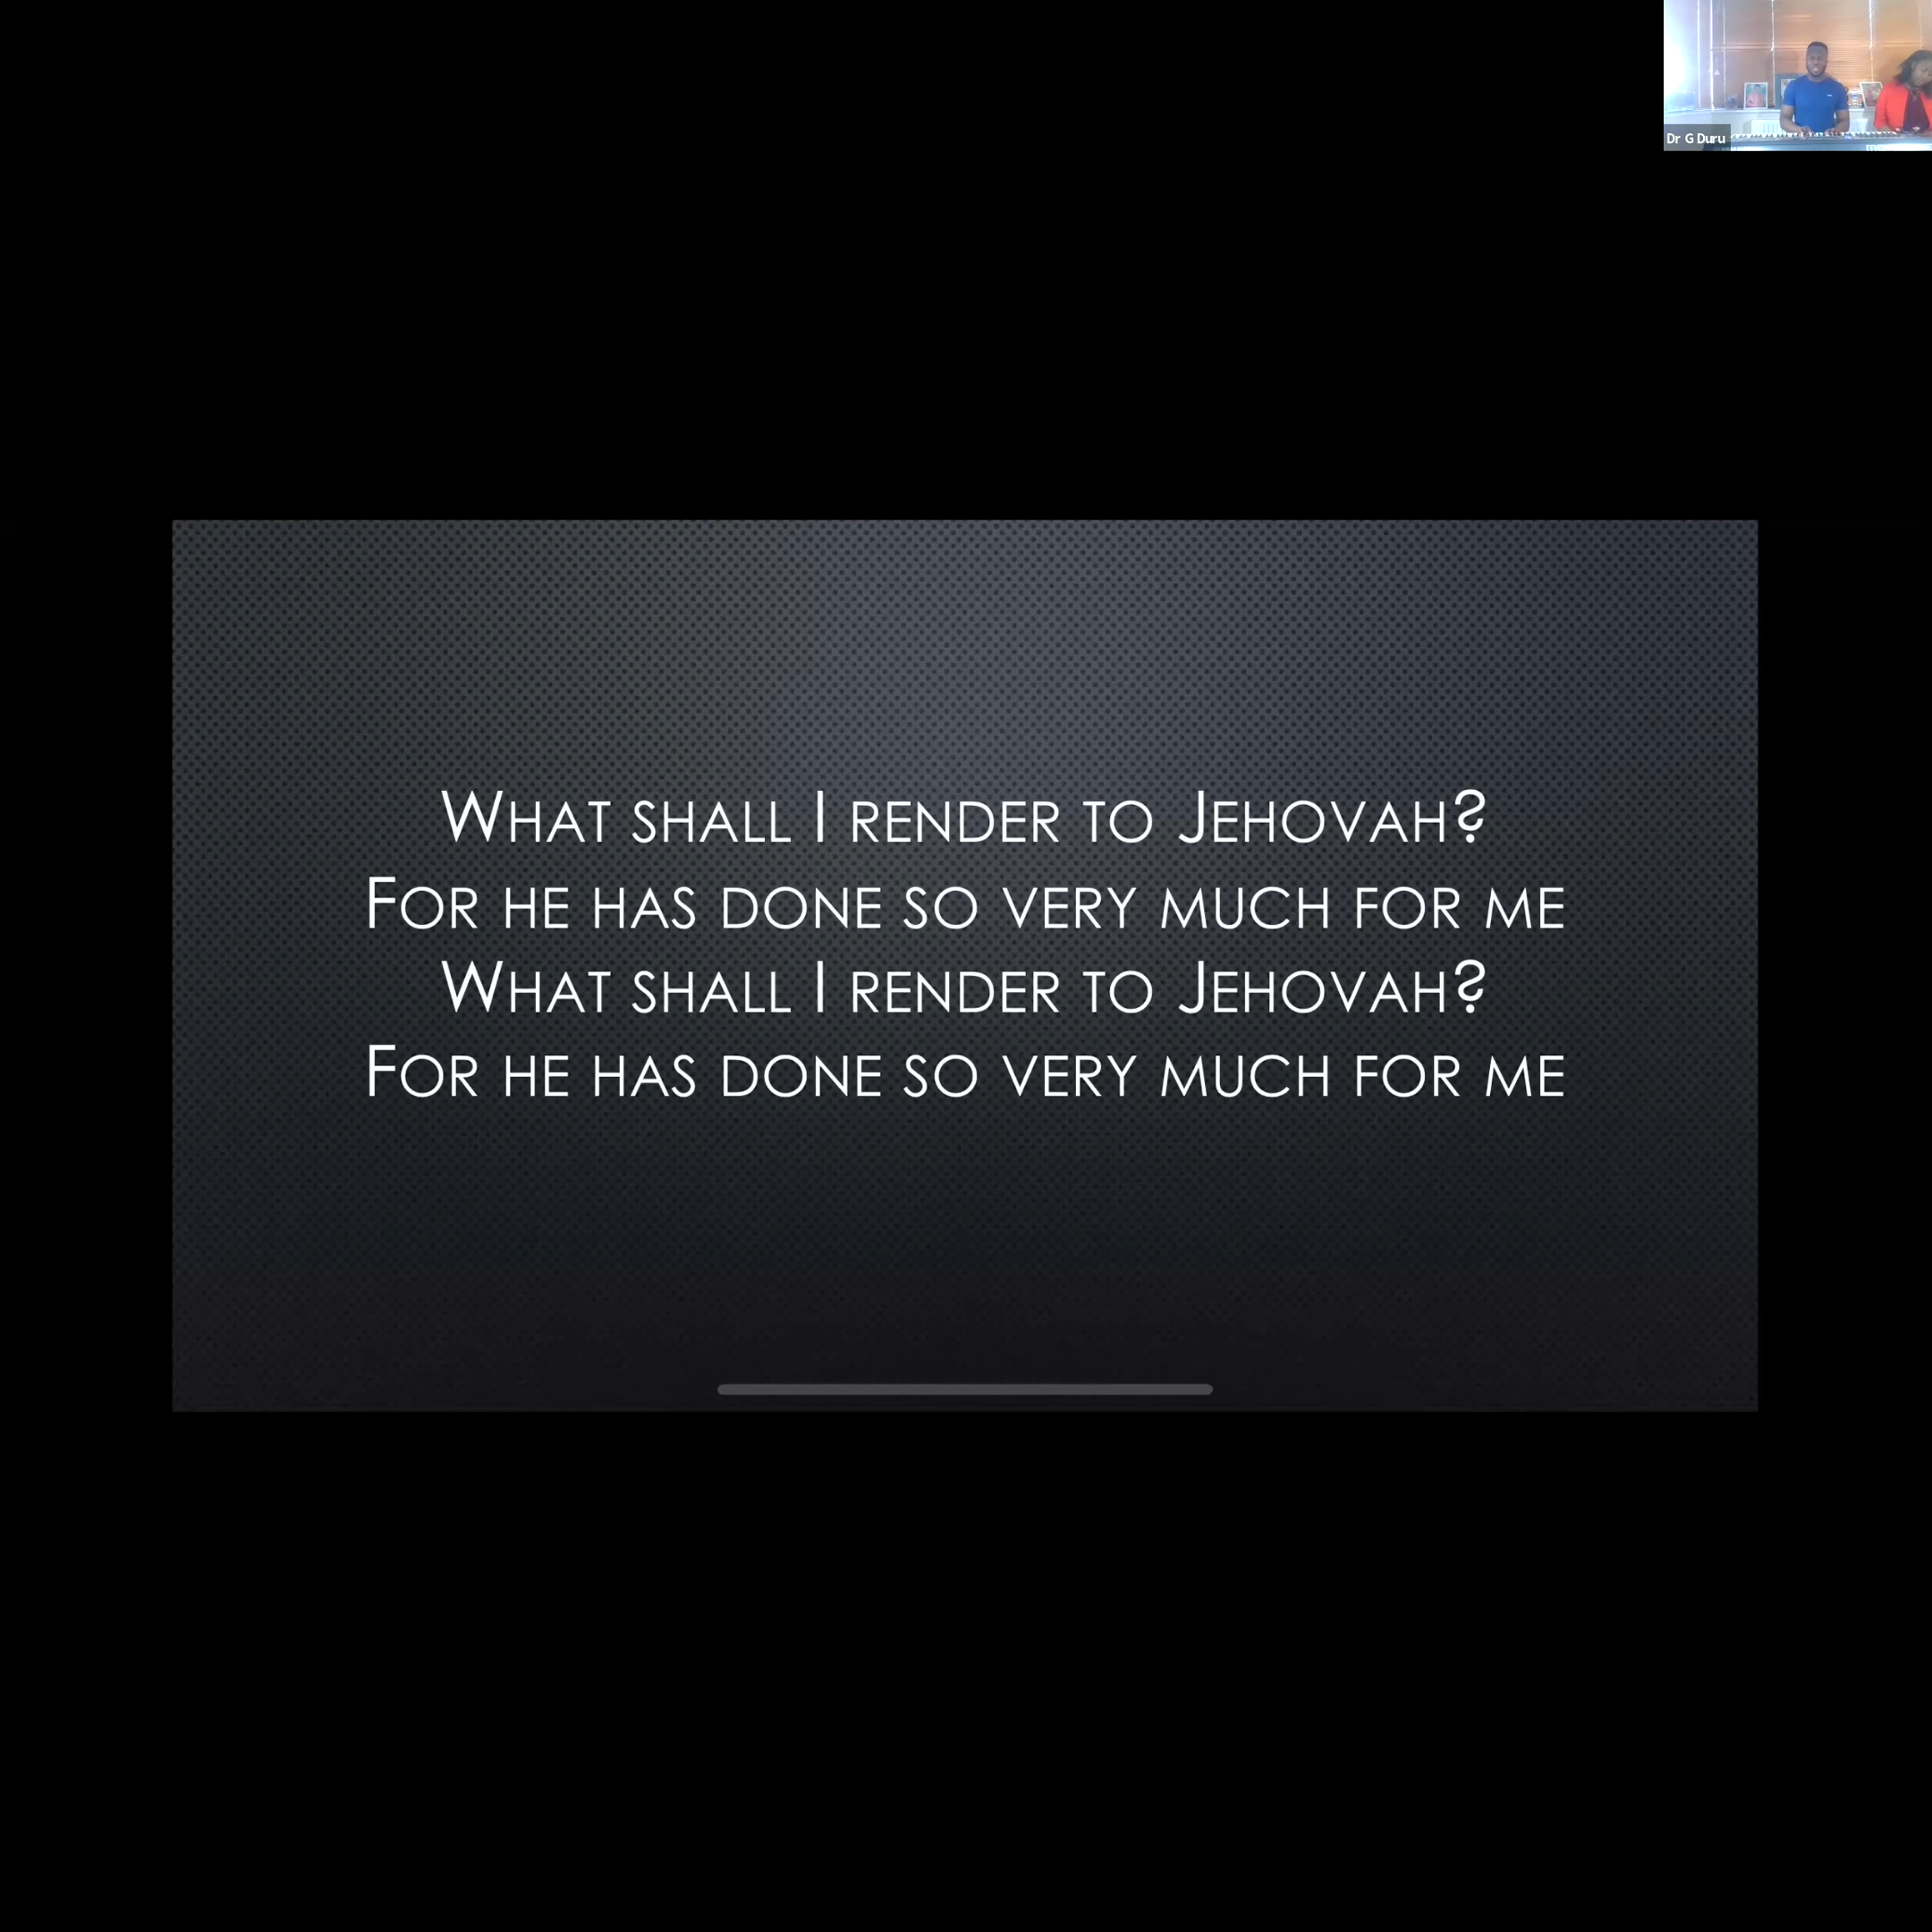 Dr G Duru
What shall I render to Jehovah?
For he has done so very much for me
What shall I render to Jehovah?
For he has done so very much for me